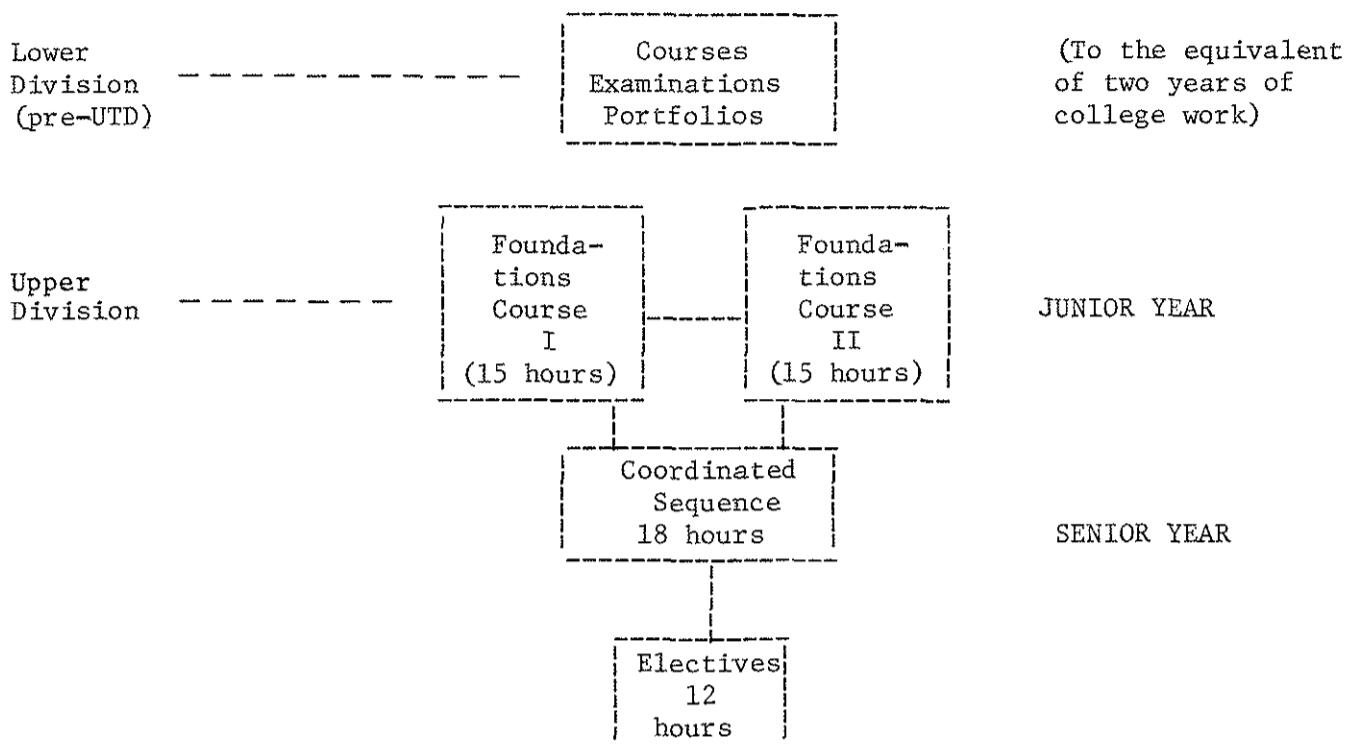 Lower
Division
(pre-UTD)
Courses
Examinations
Portfolios
(To the equivalent
of two years of
college work)
Upper
Division
Founda-
tions
Course
I
(15 hours)
Founda-
tions
Course
II
(15 hours)
JUNIOR YEAR
Coordinated
Sequence
18 hours
SENIOR YEAR
Electives
12
hours